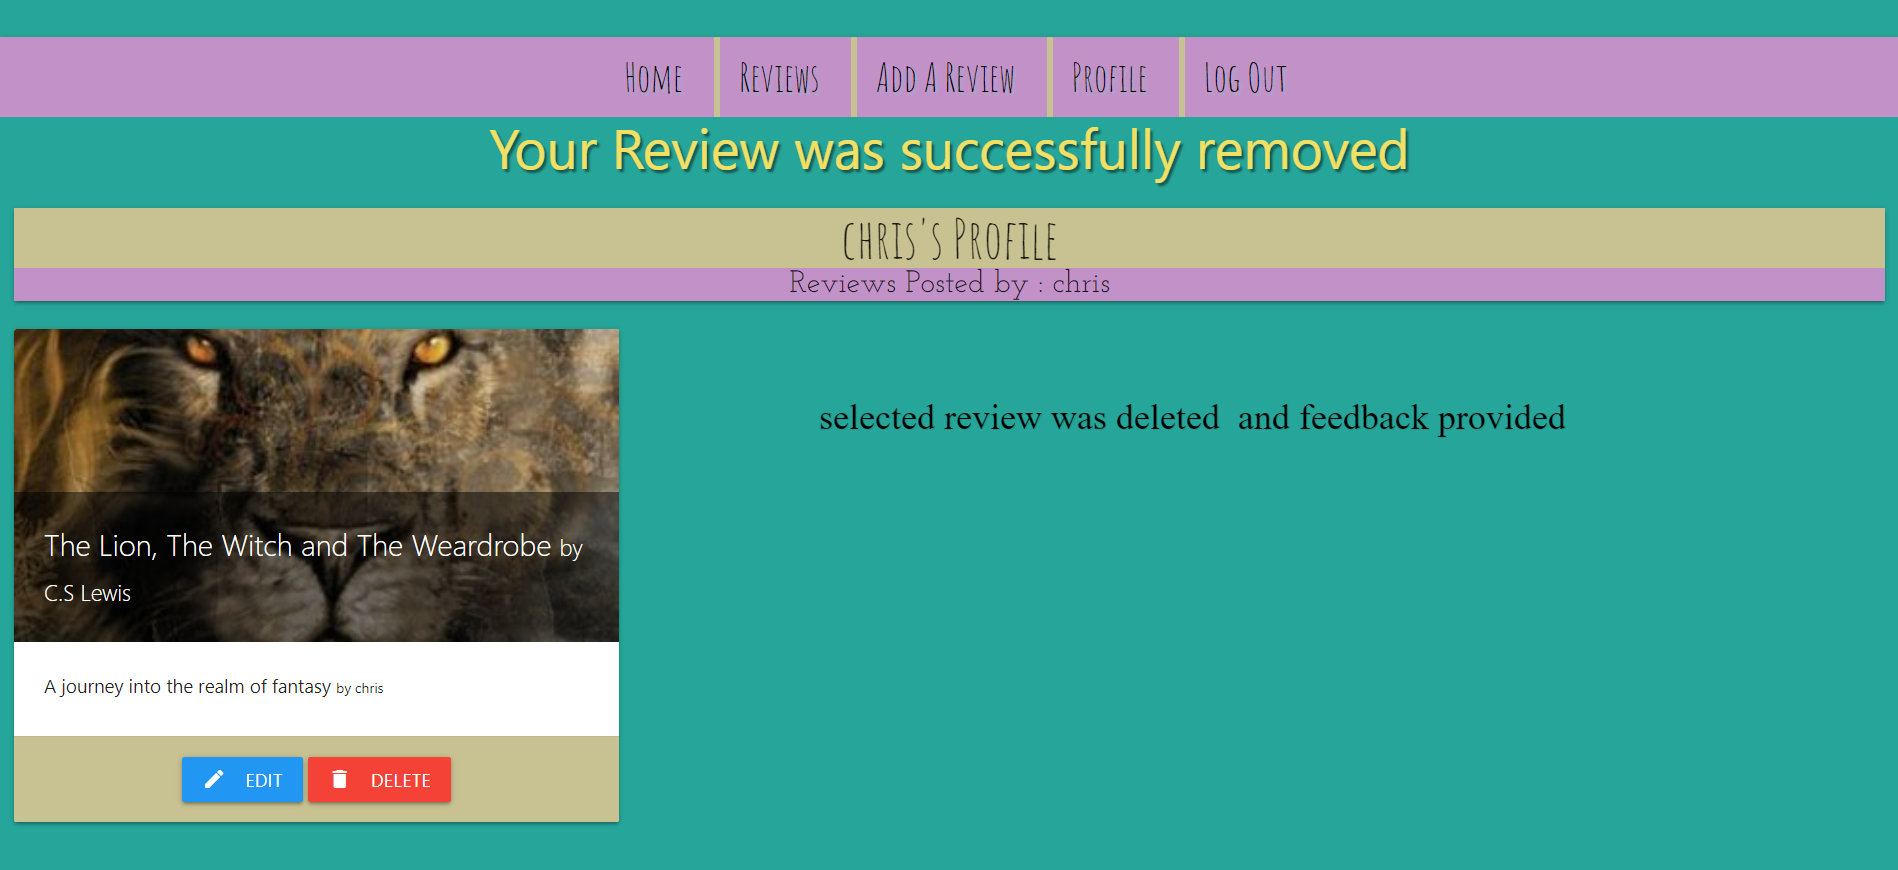 Home Reviews Add A Review Profile Log Out
Your Review was successfully removed
chris's Profile
Reviews Posted by : chris
selected review was deleted  and feedback provided
The Lion, The Witch and The Weardrobe by
C.S Lewis
A journey into the realm of fantasy by chris
EDIT DELETE